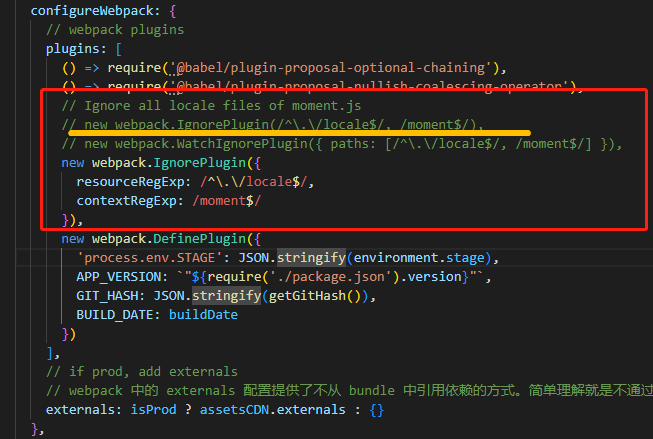 configureWebpack: {
// webpack plugins
plugins: [
() => require('@babel/plugin-proposal-optional-chaining'),
() => require('@babel/plugin-proposal-nullish-coalescing-operator'),
// Ignore all locale files of moment.js
// new webpack.IgnorePlugin(/^\.\/locale$/, /moment$/),
// new webpack.WatchIgnorePlugin({ paths: [/^\.\/locale$/, /moment$/] }),
new webpack.IgnorePlugin({
resourceRegExp: /^\.\/locale$/,
contextRegExp: /moment$/
}),
new webpack.DefinePlugin({
'process.env.STAGE': JSON.stringify(environment.stage),
APP_VERSION: `"${require('./package.json').version}"`,
GIT_HASH: JSON.stringify(getGitHash()),
BUILD_DATE: buildDate
})
],
// if prod, add externals
// webpack 中的 externals 配置提供了不从 bundle 中引用依赖的方式。简单理解就是不通过
externals: isProd ? assetsCDN.externals : {}
},